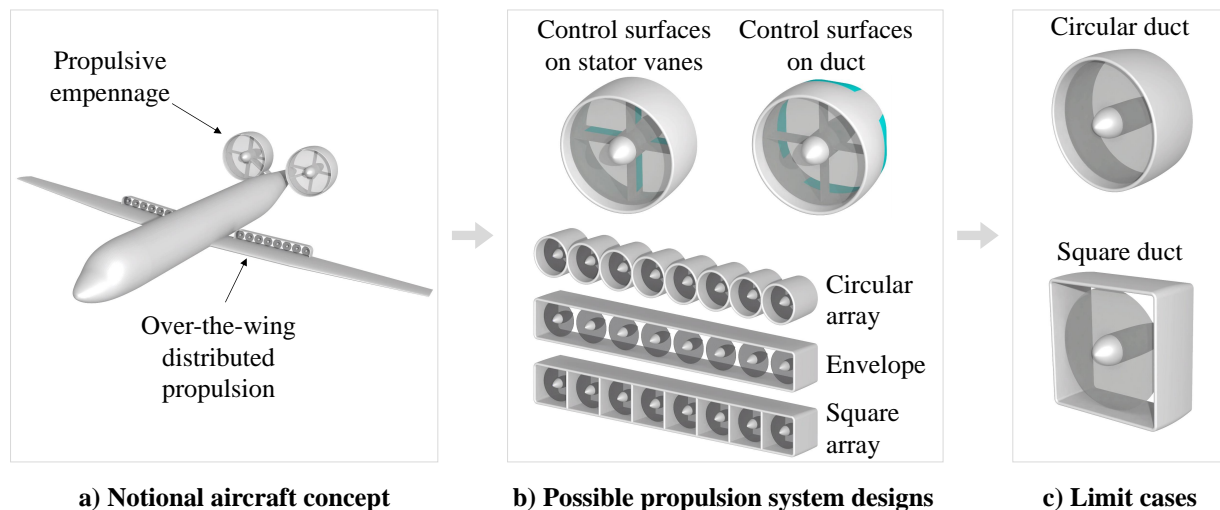 Propulsive
empennage
Over-the-wing
distributed
propulsion
a) Notional aircraft concept
Control surfaces
on stator vanes
Control surfaces
on duct
Circular
array
Envelope
Square
array
b) Possible propulsion system designs
Circular duct
Square duct
c) Limit cases